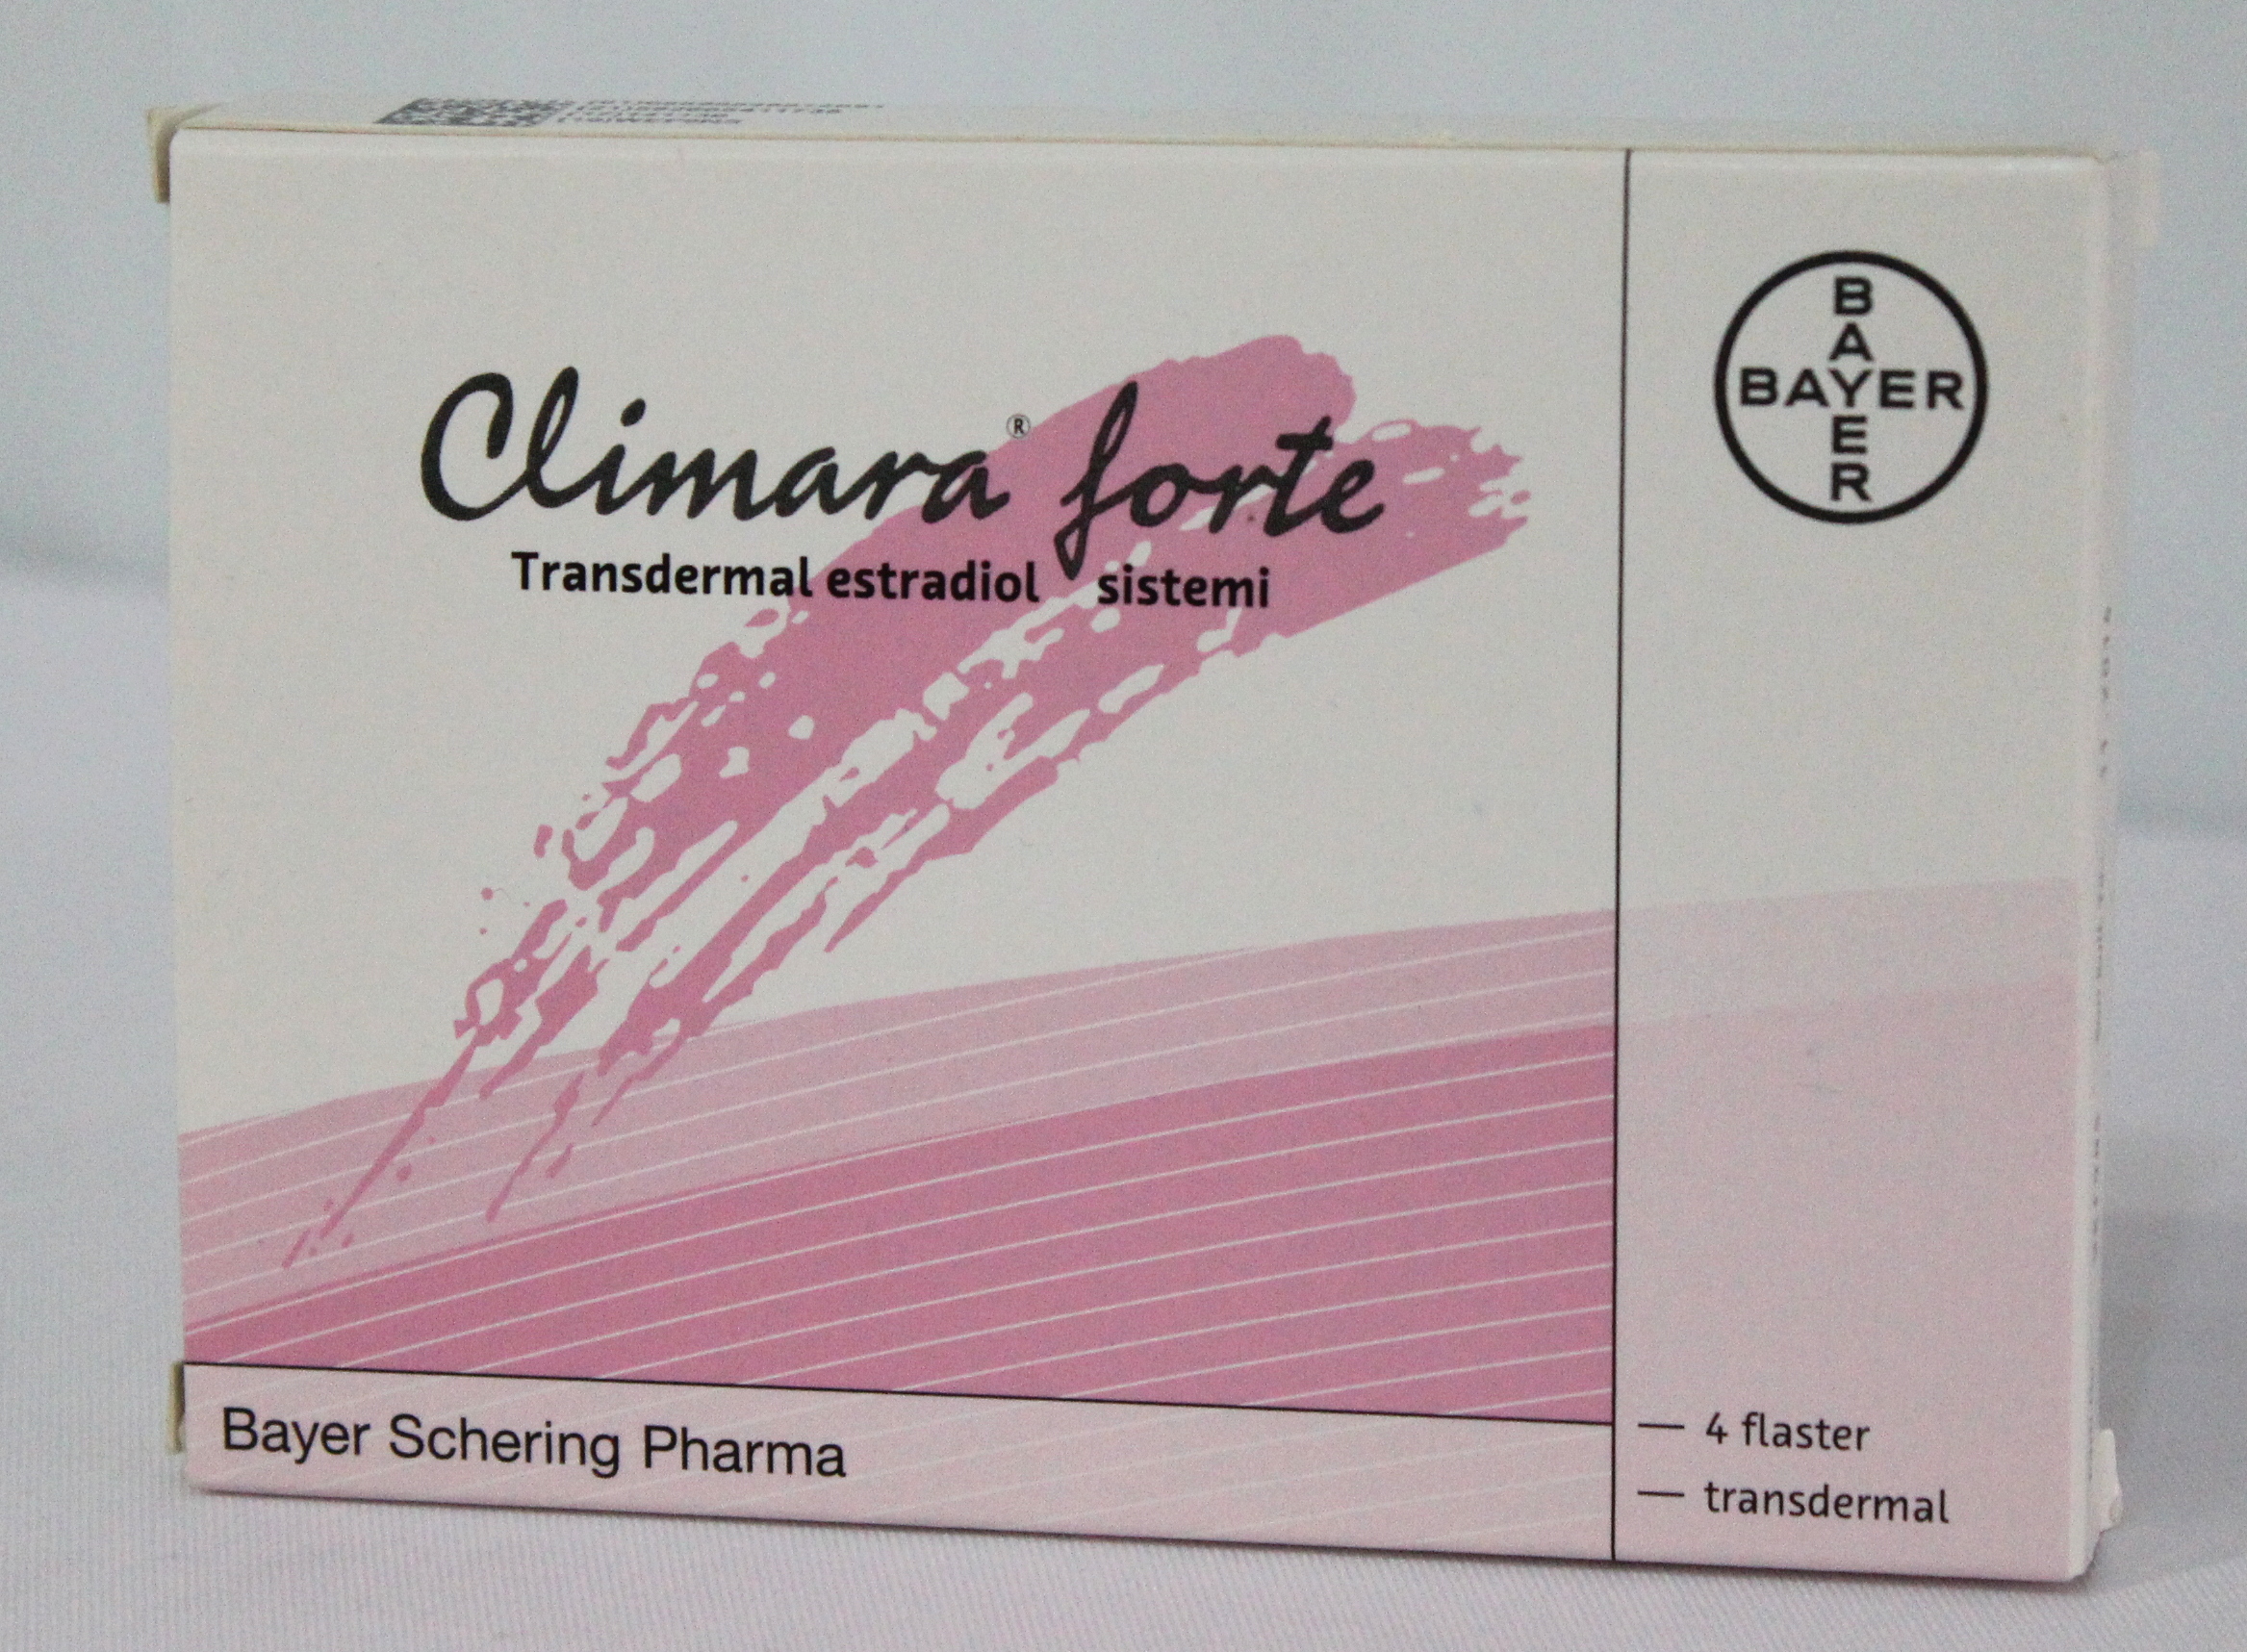 Climara® forte
Transdermal estradiol sistemi
BAYER
BAYER
Bayer Schering Pharma
— 4 flaster
— transdermal